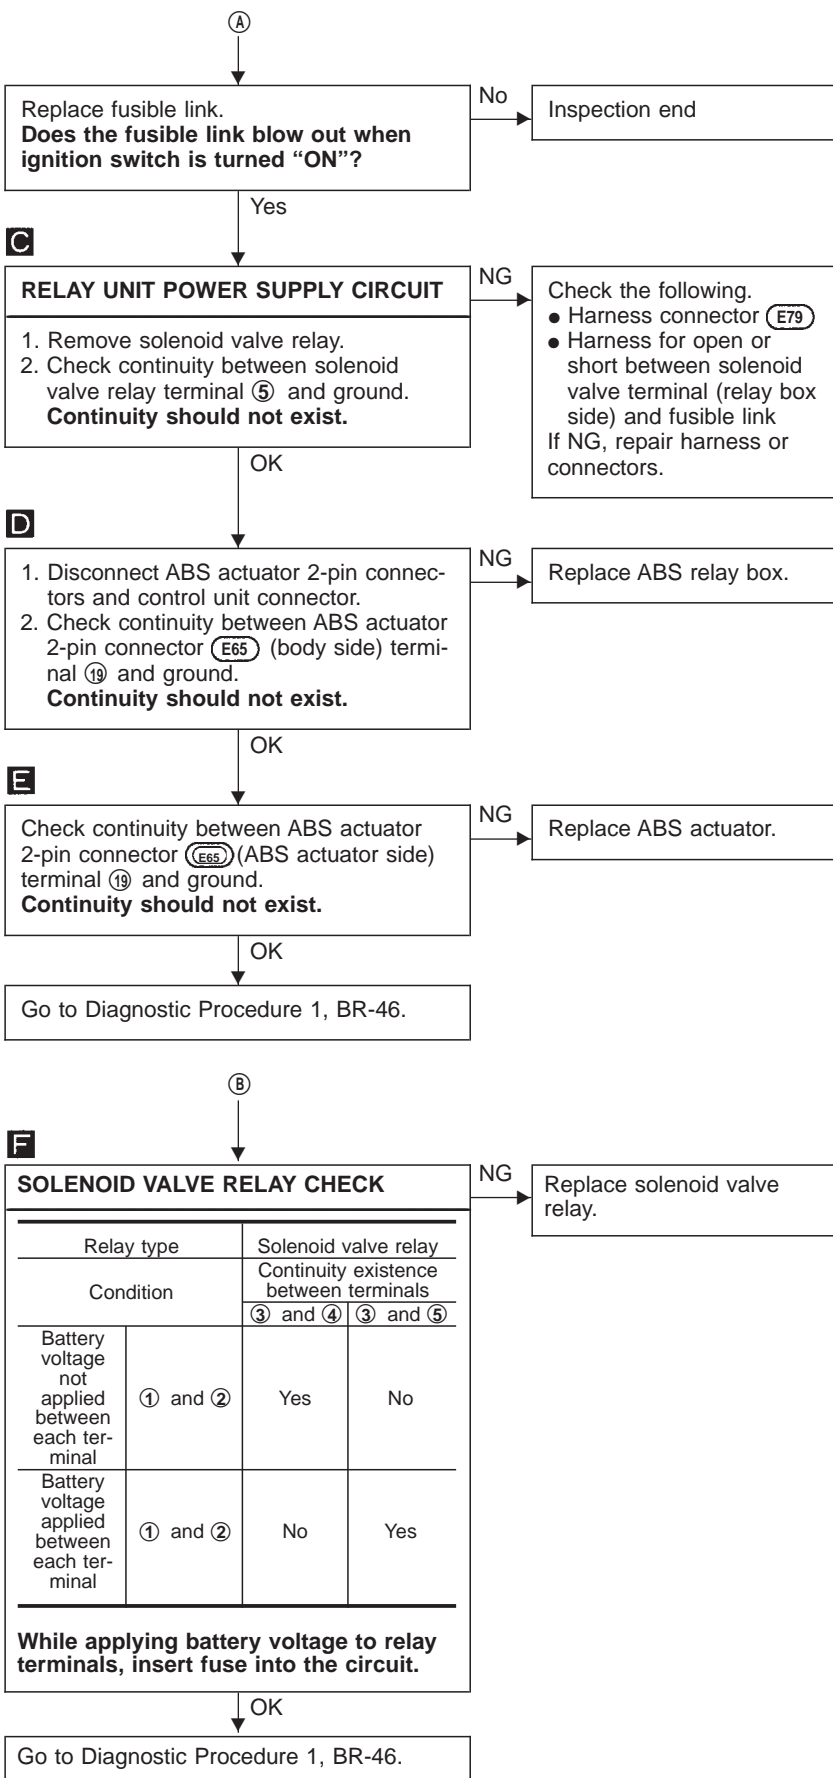 Ⓐ
Replace fusible link.
Does the fusible link blow out when
ignition switch is turned “ON”?
No
Inspection end
Yes
C
RELAY UNIT POWER SUPPLY CIRCUIT
1. Remove solenoid valve relay.
2. Check continuity between solenoid
valve relay terminal ⑤ and ground.
Continuity should not exist.
NG
Check the following.
● Harness connector E79
● Harness for open or
short between solenoid
valve terminal (relay box
side) and fusible link
If NG, repair harness or
connectors.
OK
D
1. Disconnect ABS actuator 2-pin connec-
tors and control unit connector.
2. Check continuity between ABS actuator
2-pin connector E65 (body side) termi-
nal ⑲ and ground.
Continuity should not exist.
NG
Replace ABS relay box.
OK
E
Check continuity between ABS actuator
2-pin connector E65 (ABS actuator side)
terminal ⑲ and ground.
Continuity should not exist.
NG
Replace ABS actuator.
OK
Go to Diagnostic Procedure 1, BR-46.
Ⓑ
F
SOLENOID VALVE RELAY CHECK
NG
Replace solenoid valve
relay.
Relay type
Solenoid valve relay
Condition
Continuity existence
between terminals
③ and ④
③ and ⑤
Battery
voltage
not
applied
between
each ter-
minal
① and ②
Yes
No
Battery
voltage
applied
between
each ter-
minal
① and ②
No
Yes
While applying battery voltage to relay
terminals, insert fuse into the circuit.
OK
Go to Diagnostic Procedure 1, BR-46.